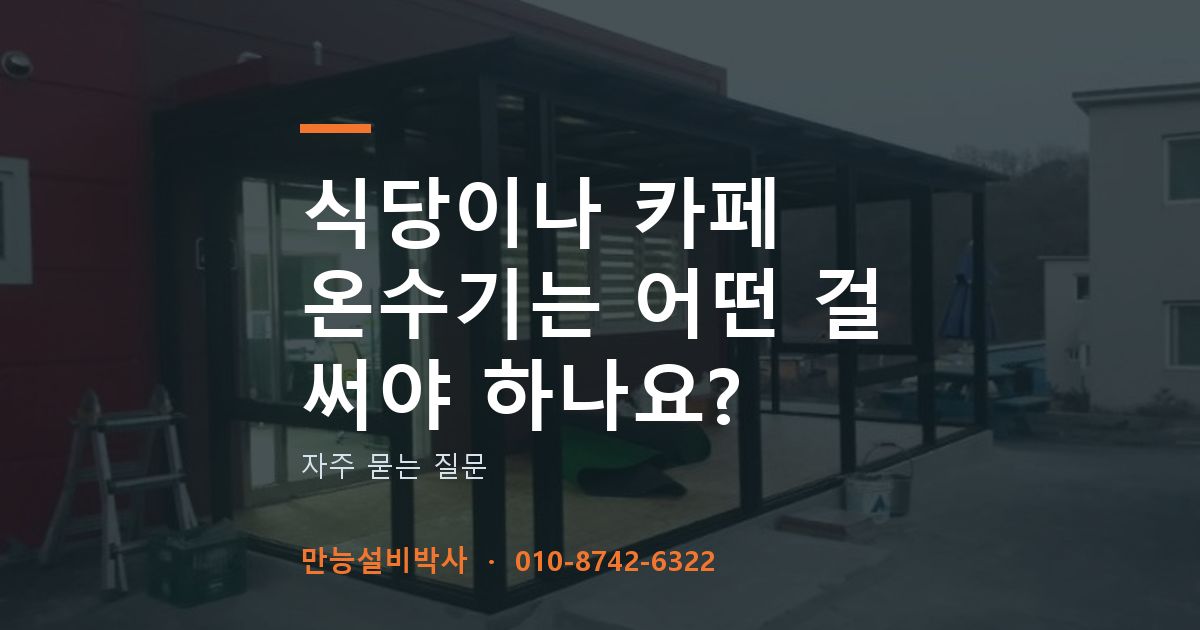 식당이나 카페
온수기는 어떤 걸
써야 하나요?
자주 묻는 질문
만능설비박사 · 010-8742-6322